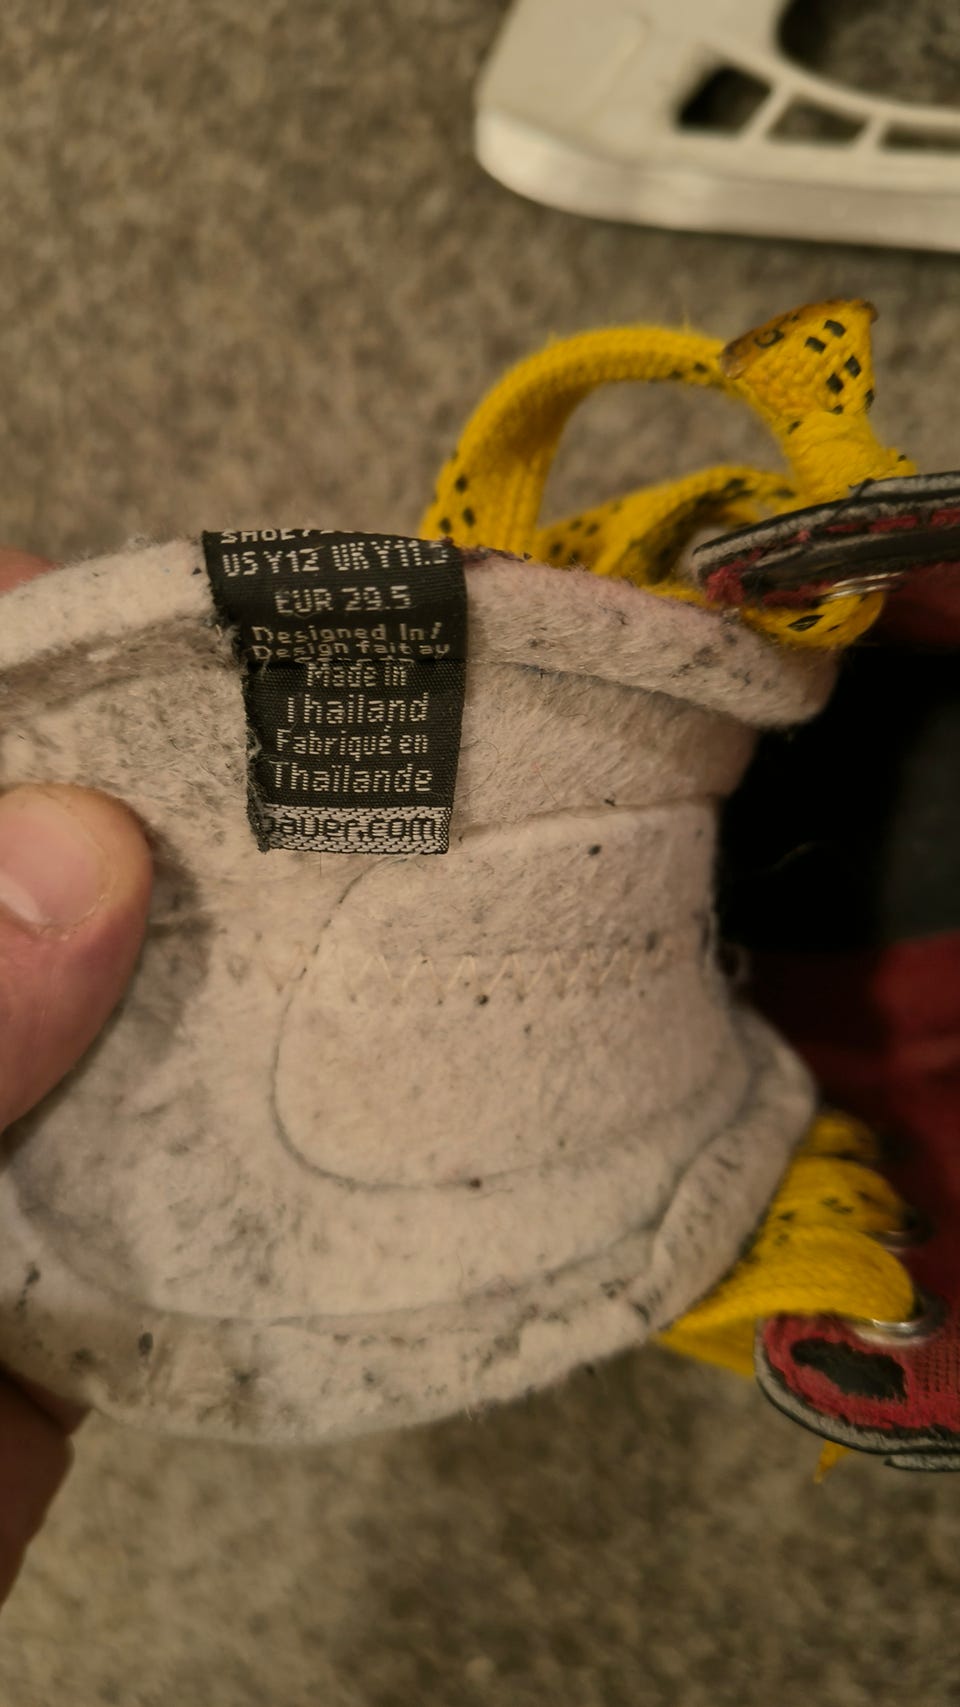 US Y12 UK Y11.5
EUR 29.5
Designed In/
Design fait au
Made in
Thailand
Fabriqué en
Thaïlande
bauer.com